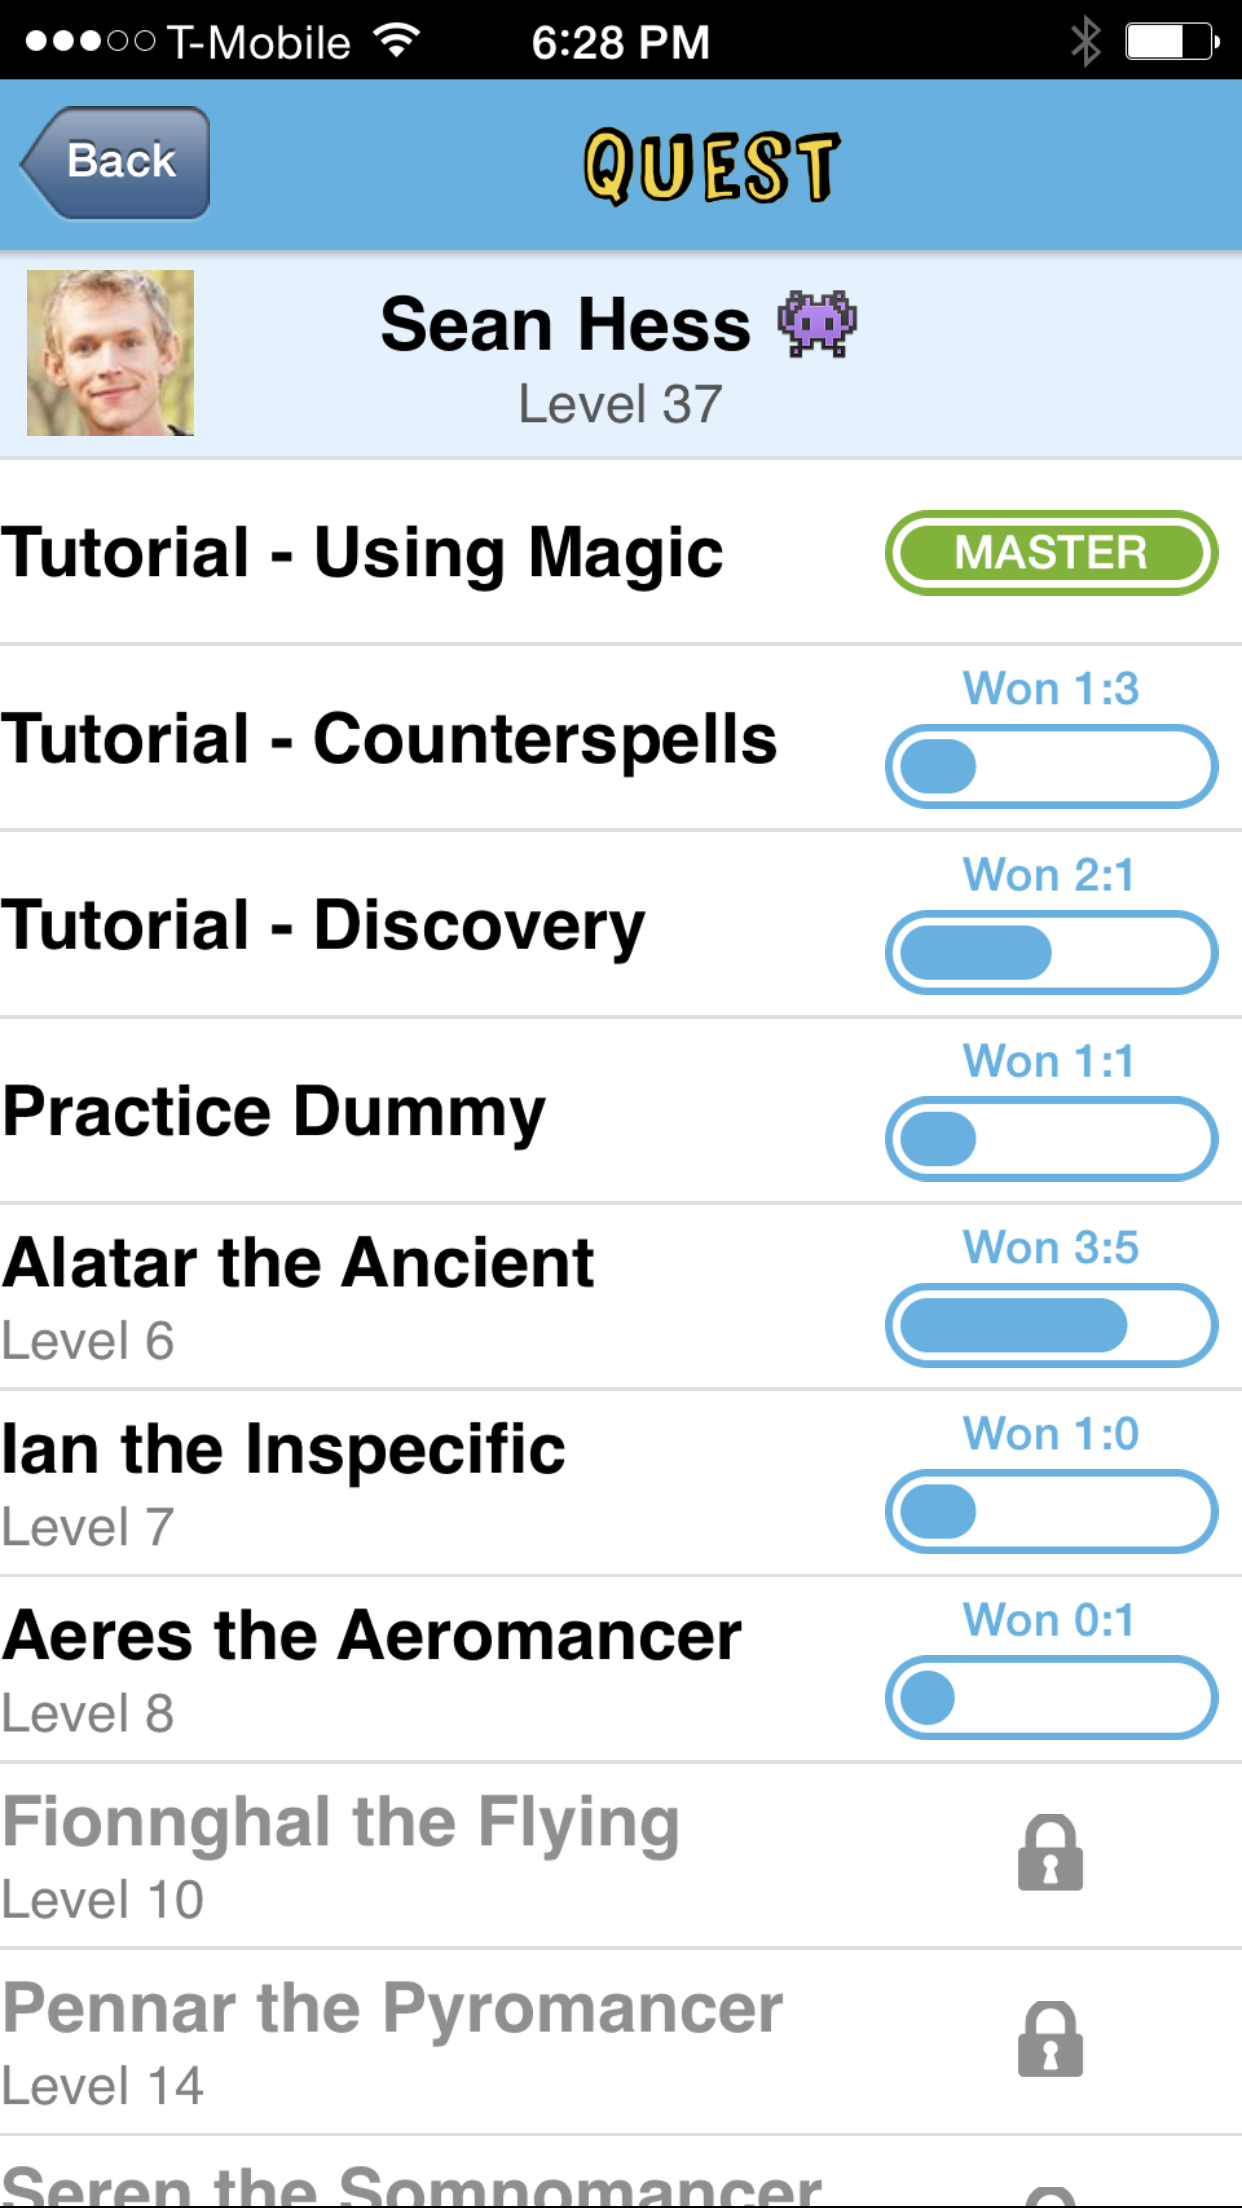 T-Mobile 6:28 PM
Back
QUEST
Sean Hess
Level 37
Tutorial - Using Magic
MASTER
Tutorial - Counterspells
Won 1:3
Tutorial - Discovery
Won 2:1
Practice Dummy
Won 1:1
Alatar the Ancient
Level 6
Won 3:5
Ian the Inspecific
Level 7
Won 1:0
Aeres the Aeromancer
Level 8
Won 0:1
Fionnghal the Flying
Level 10
Pennar the Pyromancer
Level 14
Seren the Somnomancer